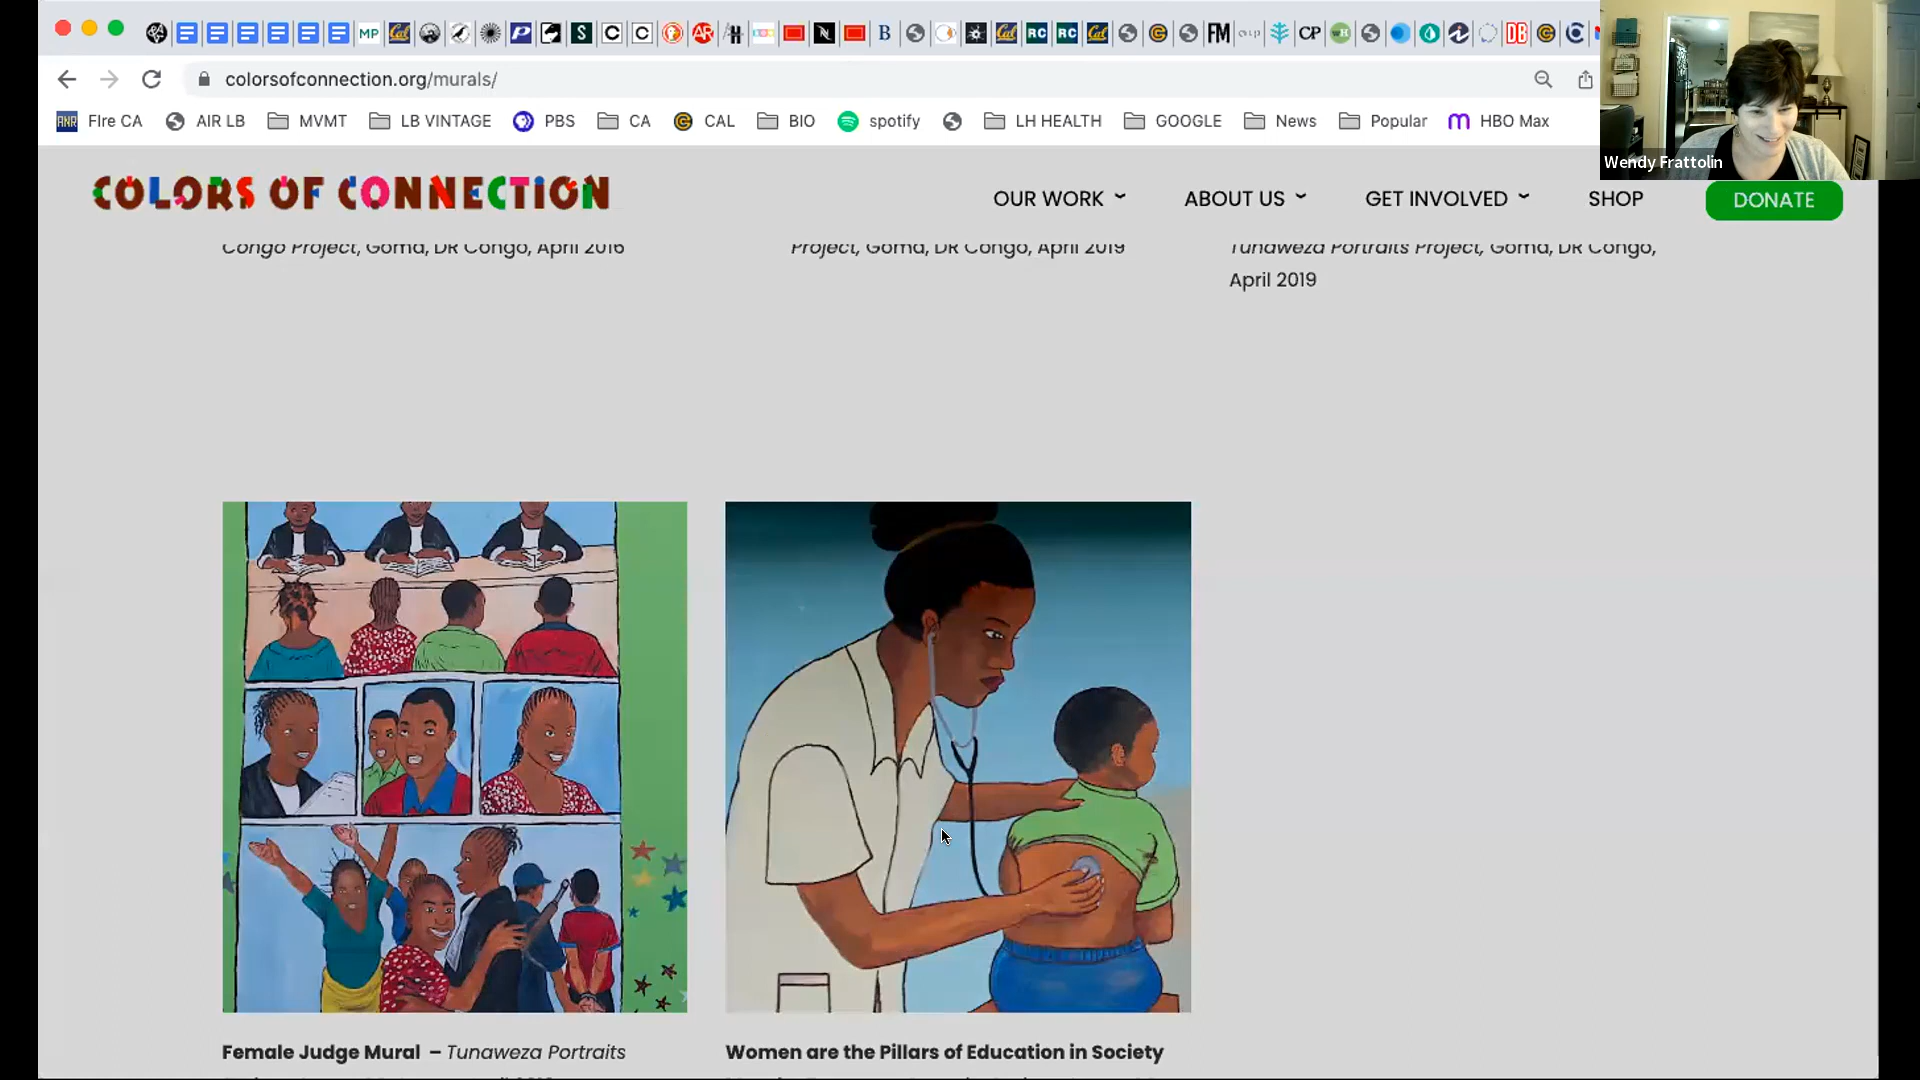 MP
colorsofconnection.org/murals/
FIre CA AIR LB MVMT LB VINTAGE PBS CA CAL BIO spotify LH HEALTH GOOGLE News Popular HBO Max
Wendy Frattolin
COLORS OF CONNECTION
OUR WORK ABOUT US GET INVOLVED SHOP DONATE
Congo Project, Goma, DR Congo, April 2016
Project, Goma, DR Congo, April 2019
Tunaweza Portraits Project, Goma, DR Congo,
April 2019
Female Judge Mural – Tunaweza Portraits
Women are the Pillars of Education in Society